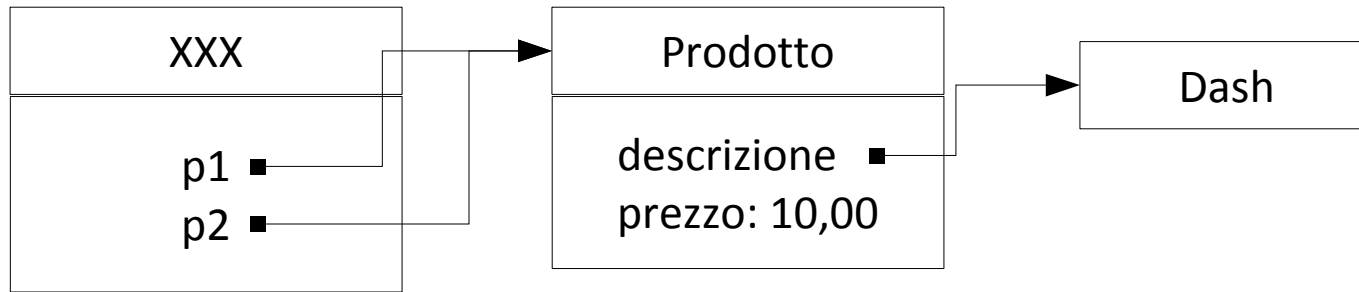 XXX
p1
p2
Prodotto
descrizione
prezzo: 10,00
Dash